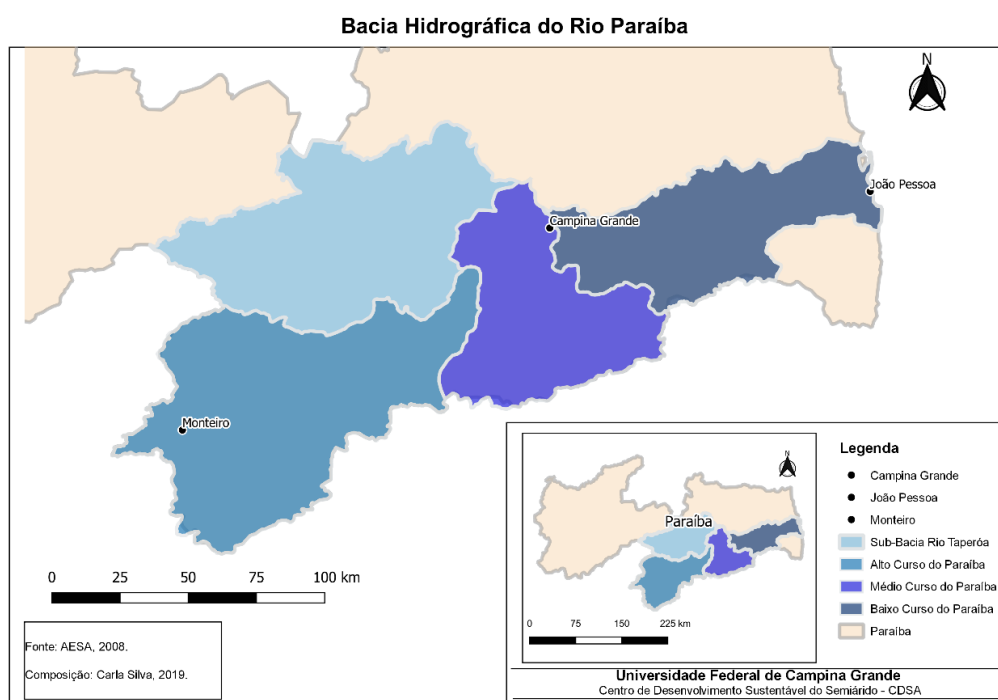 Bacia Hidrográfica do Rio Paraíba
N
João Pessoa
Campina Grande
Monteiro
0 25 50 75 100 km
Fonte: AESA, 2008.
Composição: Carla Silva, 2019.
N
Paraíba
0 75 150 225 km
Legenda
Campina Grande
João Pessoa
Monteiro
Sub-Bacia Rio Taperóa
Alto Curso do Paraíba
Médio Curso do Paraíba
Baixo Curso do Paraíba
Paraíba
Universidade Federal de Campina Grande
Centro de Desenvolvimento Sustentável do Semiárido - CDSA